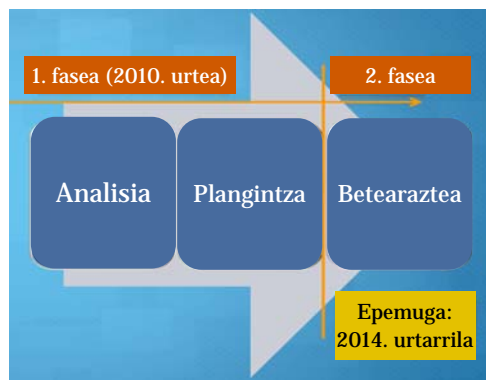 1. fasea (2010. urtea)
2. fasea
Analisia
Plangintza
Betearaztea
Epemuga:
2014. urtarrila